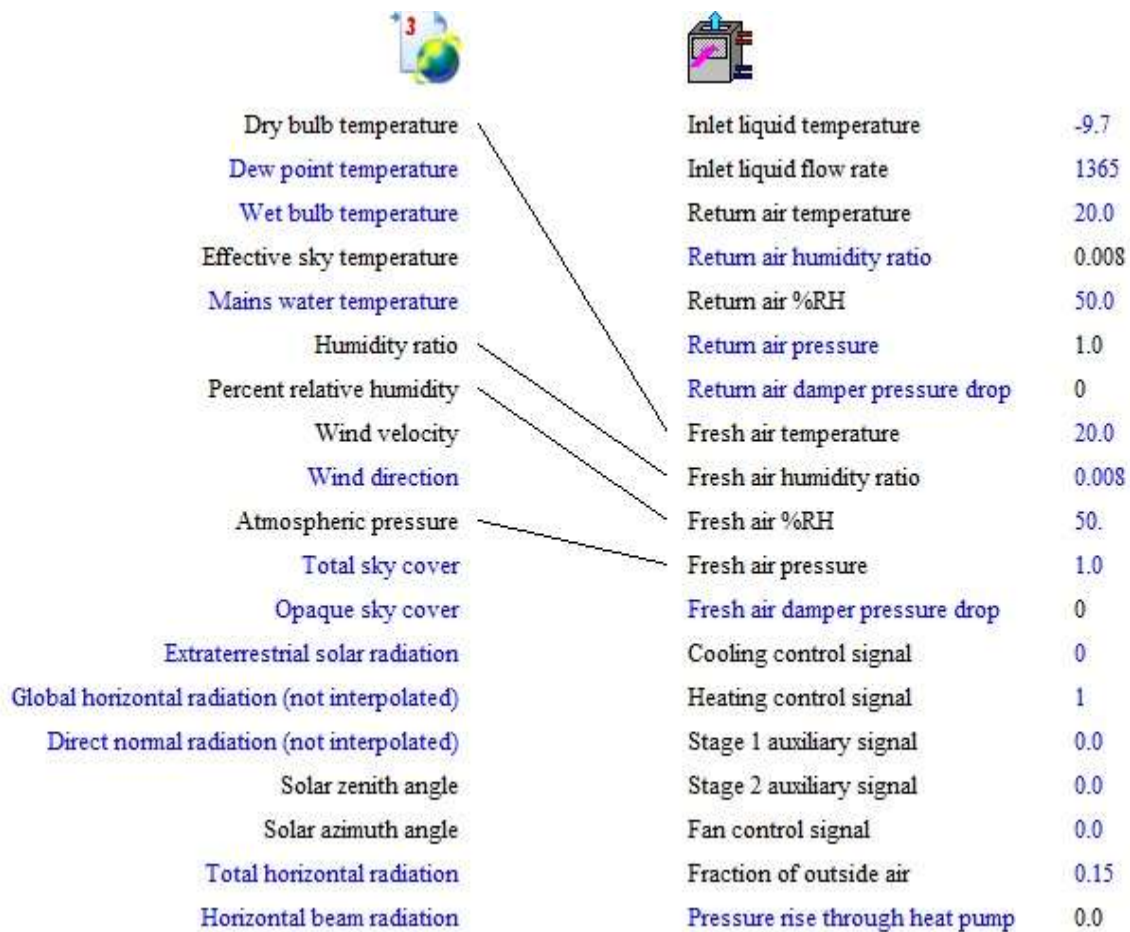 3
Dry bulb temperature Inlet liquid temperature -9.7
Dew point temperature Inlet liquid flow rate 1365
Wet bulb temperature Return air temperature 20.0
Effective sky temperature Return air humidity ratio 0.008
Mains water temperature Return air %RH 50.0
Humidity ratio Return air pressure 1.0
Percent relative humidity Return air damper pressure drop 0
Wind velocity Fresh air temperature 20.0
Wind direction Fresh air humidity ratio 0.008
Atmospheric pressure Fresh air %RH 50.
Total sky cover Fresh air pressure 1.0
Opaque sky cover Fresh air damper pressure drop 0
Extraterrestrial solar radiation Cooling control signal 0
Global horizontal radiation (not interpolated) Heating control signal 1
Direct normal radiation (not interpolated) Stage 1 auxiliary signal 0.0
Solar zenith angle Stage 2 auxiliary signal 0.0
Solar azimuth angle Fan control signal 0.0
Total horizontal radiation Fraction of outside air 0.15
Horizontal beam radiation Pressure rise through heat pump 0.0